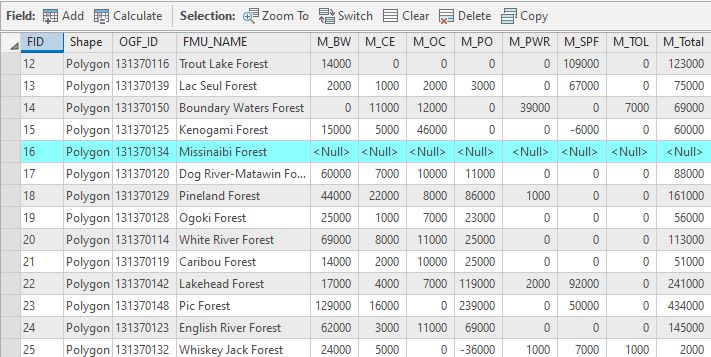 Field: Add Calculate Selection: Zoom To Switch Clear Delete Copy
FID Shape OGF_ID FMU_NAME M_BW M_CE M_OC M_PO M_PWR M_SPF M_TOL M_Total
12 Polygon 131370116 Trout Lake Forest 14000 0 0 0 0 109000 0 123000
13 Polygon 131370139 Lac Seul Forest 2000 1000 2000 3000 0 67000 0 75000
14 Polygon 131370150 Boundary Waters Forest 0 11000 12000 0 39000 0 7000 69000
15 Polygon 131370125 Kenogami Forest 15000 5000 46000 0 0 -6000 0 60000
16 Polygon 131370134 Missinaibi Forest <Null> <Null> <Null> <Null> <Null> <Null> <Null> <Null>
17 Polygon 131370120 Dog River-Matawin Fo... 60000 7000 10000 11000 0 0 0 88000
18 Polygon 131370129 Pineland Forest 44000 22000 8000 86000 1000 0 0 161000
19 Polygon 131370128 Ogoki Forest 25000 1000 7000 23000 0 0 0 56000
20 Polygon 131370114 White River Forest 69000 8000 11000 25000 0 0 0 113000
21 Polygon 131370119 Caribou Forest 14000 2000 10000 25000 0 0 0 51000
22 Polygon 131370142 Lakehead Forest 17000 4000 7000 119000 2000 92000 0 241000
23 Polygon 131370148 Pic Forest 129000 16000 0 239000 0 50000 0 434000
24 Polygon 131370123 English River Forest 62000 3000 11000 69000 0 0 0 145000
25 Polygon 131370132 Whiskey Jack Forest 24000 5000 0 -36000 1000 7000 1000 2000